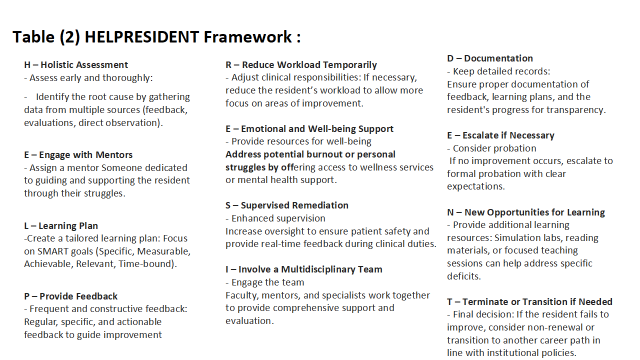 Table (2) HELPRESIDENT Framework :
H – Holistic Assessment
- Assess early and thoroughly:
- Identify the root cause by gathering
data from multiple sources (feedback,
evaluations, direct observation).
E – Engage with Mentors
- Assign a mentor Someone dedicated
to guiding and supporting the resident
through their struggles.
L – Learning Plan
-Create a tailored learning plan: Focus
on SMART goals (Specific, Measurable,
Achievable, Relevant, Time-bound).
P – Provide Feedback
- Frequent and constructive feedback:
Regular, specific, and actionable
feedback to guide improvement
R – Reduce Workload Temporarily
- Adjust clinical responsibilities: If necessary,
reduce the resident's workload to allow more
focus on areas of improvement.
E – Emotional and Well-being Support
- Provide resources for well-being
Address potential burnout or personal
struggles by offering access to wellness services
or mental health support.
S – Supervised Remediation
- Enhanced supervision
Increase oversight to ensure patient safety and
provide real-time feedback during clinical duties.
I – Involve a Multidisciplinary Team
- Engage the team
Faculty, mentors, and specialists work together
to provide comprehensive support and
evaluation.
D – Documentation
- Keep detailed records:
Ensure proper documentation of
feedback, learning plans, and the
resident's progress for transparency.
E – Escalate if Necessary
- Consider probation
If no improvement occurs, escalate to
formal probation with clear
expectations.
N – New Opportunities for Learning
- Provide additional learning
resources: Simulation labs, reading
materials, or focused teaching
sessions can help address specific
deficits.
T – Terminate or Transition if Needed
- Final decision: If the resident fails to
improve, consider non-renewal or
transition to another career path in
line with institutional policies.